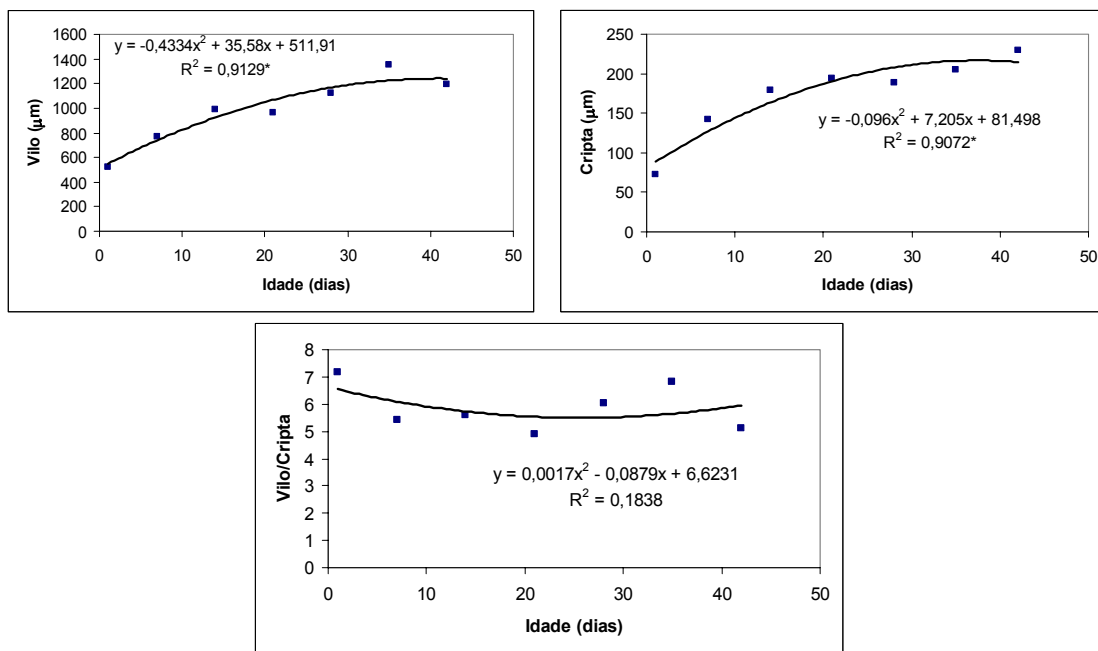 y = -0,4334x² + 35,58x + 511,91
R² = 0,9129*
Vilo (µm)
1600
1400
1200
1000
800
600
400
200
0
0 10 20 30 40 50
Idade (dias)
250
200
150
100
50
0
Cripta (µm)
y = -0,096x² + 7,205x + 81,498
R² = 0,9072*
0 10 20 30 40 50
Idade (dias)
8
7
6
5
4
3
2
1
0
Vilo/Cripta
y = 0,0017x² - 0,0879x + 6,6231
R² = 0,1838
0 10 20 30 40 50
Idade (dias)